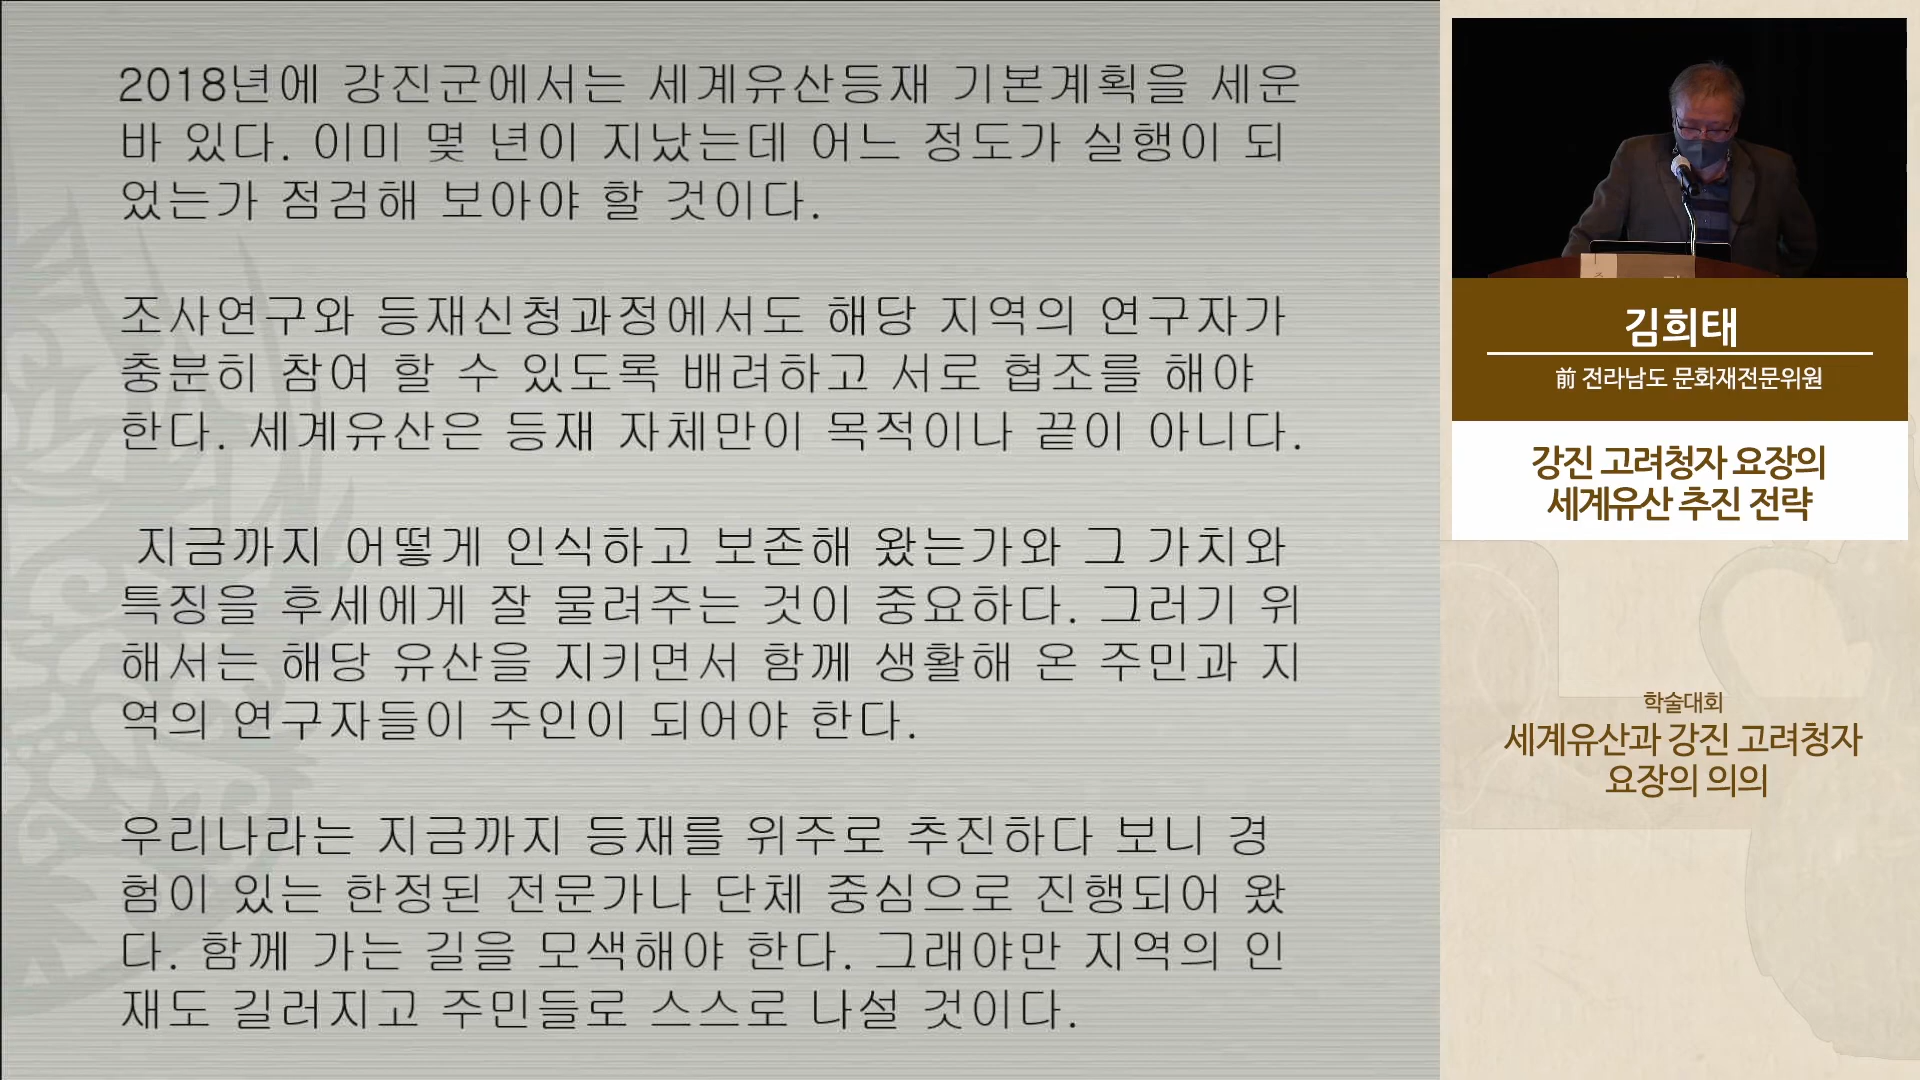 2018년에 강진군에서는 세계유산등재 기본계획을 세운
바 있다. 이미 몇 년이 지났는데 어느 정도가 실행이 되
었는가 점검해 보아야 할 것이다.
조사연구와 등재신청과정에서도 해당 지역의 연구자가
충분히 참여 할 수 있도록 배려하고 서로 협조를 해야
한다. 세계유산은 등재 자체만이 목적이나 끝이 아니다.
지금까지 어떻게 인식하고 보존해 왔는가와 그 가치와
특징을 후세에게 잘 물려주는 것이 중요하다. 그러기 위
해서는 해당 유산을 지키면서 함께 생활해 온 주민과 지
역의 연구자들이 주인이 되어야 한다.
우리나라는 지금까지 등재를 위주로 추진하다 보니 경
험이 있는 한정된 전문가나 단체 중심으로 진행되어 왔
다. 함께 가는 길을 모색해야 한다. 그래야만 지역의 인
재도 길러지고 주민들로 스스로 나설 것이다.
김희태
前 전라남도 문화재전문위원
강진 고려청자 요장의
세계유산 추진 전략
학술대회
세계유산과 강진 고려청자
요장의 의의